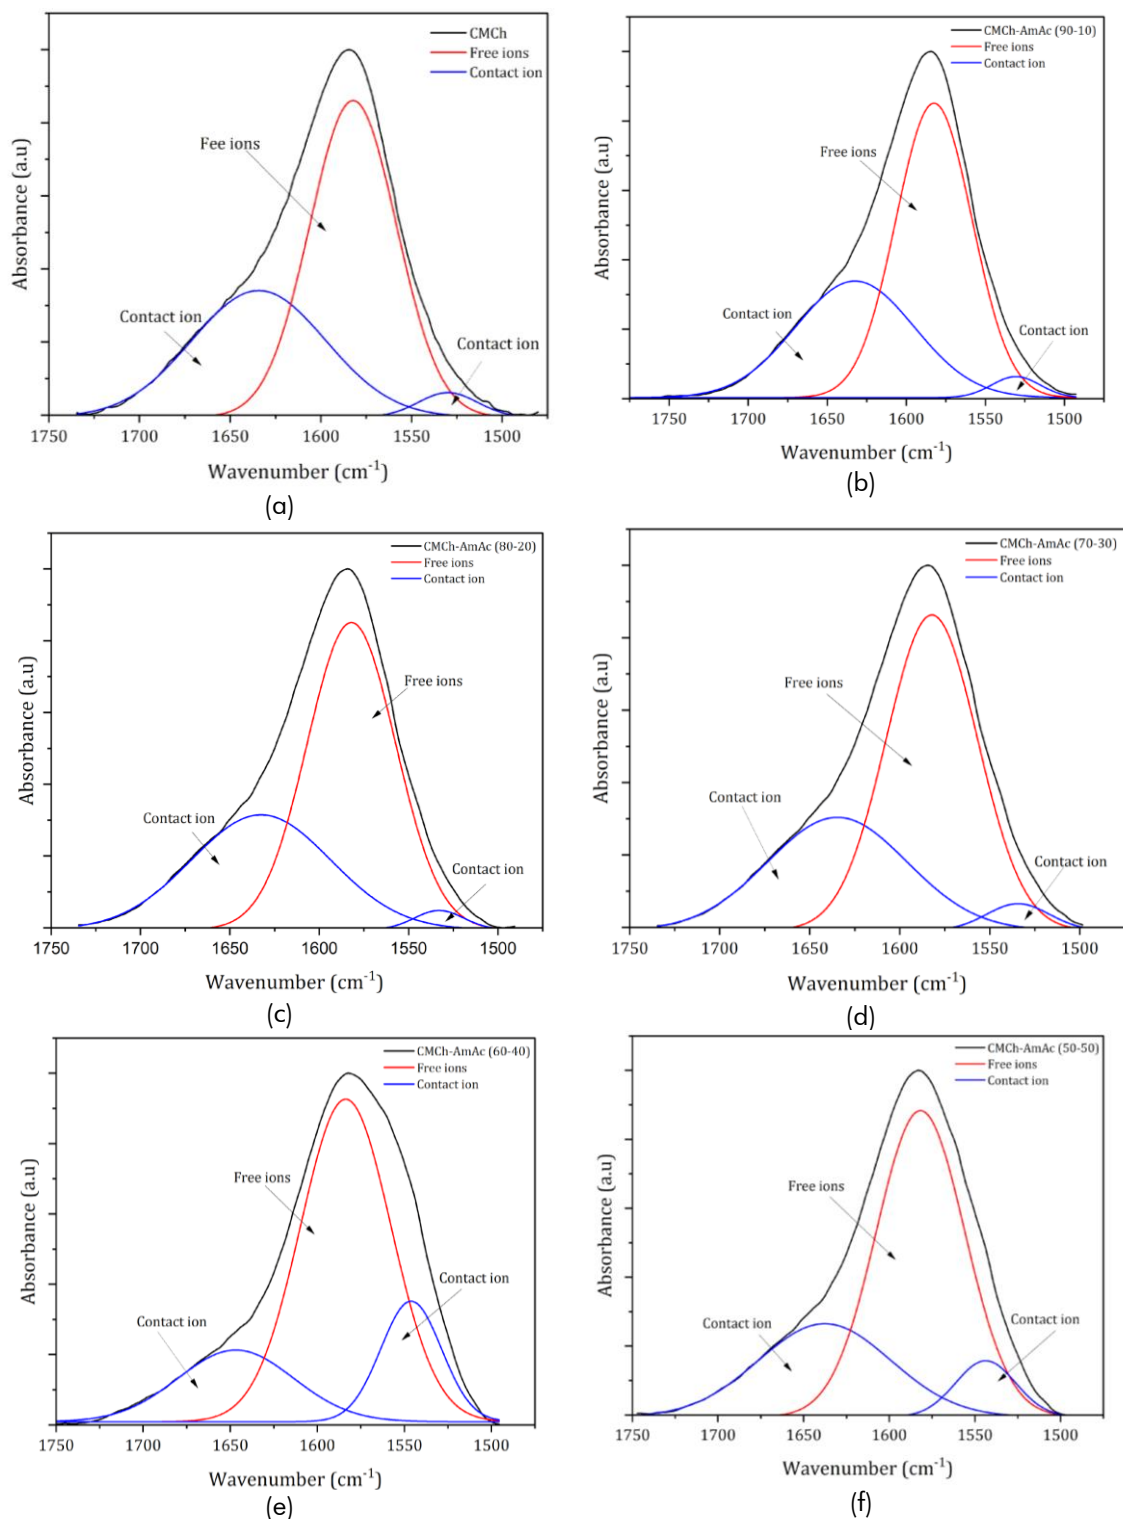 CMCh
Free ions
Contact ion
Fee ions
Contact ion
Contact ion
Absorbance (a.u)
1750 1700 1650 1600 1550 1500
Wavenumber (cm⁻¹)
(a)
CMCh-AmAc (90-10)
Free ions
Contact ion
Free ions
Contact ion
Contact ion
Absorbance (a.u)
1750 1700 1650 1600 1550 1500
Wavenumber (cm⁻¹)
(b)
CMCh-AmAc (80-20)
Free ions
Contact ion
Free ions
Contact ion
Contact ion
Absorbance (a.u)
1750 1700 1650 1600 1550 1500
Wavenumber (cm⁻¹)
(c)
CMCh-AmAc (70-30)
Free ions
Contact ion
Free ions
Contact ion
Contact ion
Absorbance (a.u)
1750 1700 1650 1600 1550 1500
Wavenumber (cm⁻¹)
(d)
CMCh-AmAc (60-40)
Free ions
Contact ion
Free ions
Contact ion
Contact ion
Absorbance (a.u)
1750 1700 1650 1600 1550 1500
Wavenumber (cm⁻¹)
(e)
CMCh-AmAc (50-50)
Free ions
Contact ion
Free ions
Contact ion
Contact ion
Absorbance (a.u)
1750 1700 1650 1600 1550 1500
Wavenumber (cm⁻¹)
(f)